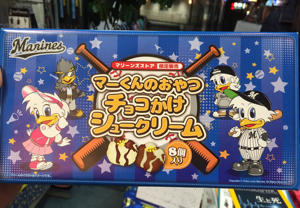 Marines
マリーンズストア 限定販売
マーくんのおやつ
チョコかけ
シュークリーム
8個
入り